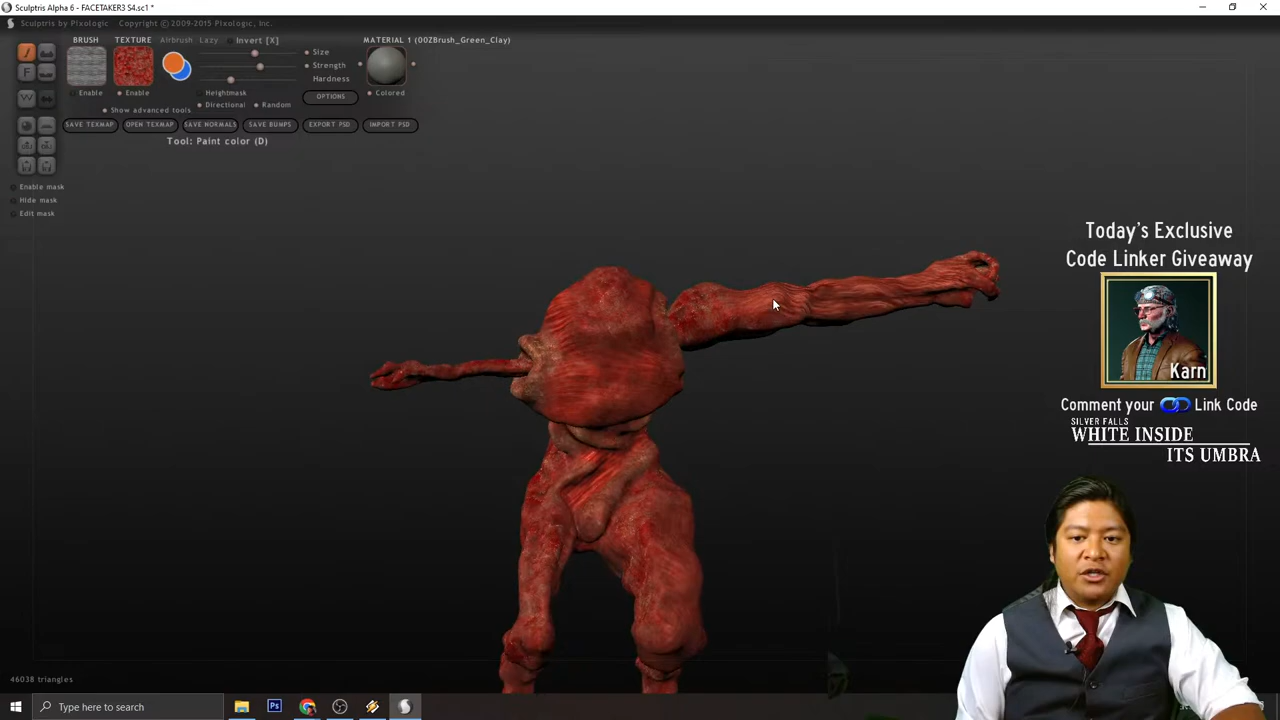 Sculptris Alpha 6 - FACETAKER3 S4.sc1 *
Sculptris by Pixologic Copyright © 2009-2015 Pixologic, Inc.
BRUSH TEXTURE Airbrush Lazy Invert [X] MATERIAL 1 (00ZBrush_Green_Clay)
Size
Strength
Hardness
Enable Enable Heightmask OPTIONS Colored
Directional Random
Show advanced tools
SAVE TEXMAP OPEN TEXMAP SAVE NORMALS SAVE BUMPS EXPORT PSD IMPORT PSD
Tool: Paint color (D)
Enable mask
Hide mask
Edit mask
Today's Exclusive
Code Linker Giveaway
Karn
Comment your Link Code
SILVER FALLS
WHITE INSIDE
ITS UMBRA
46038 triangles
Type here to search